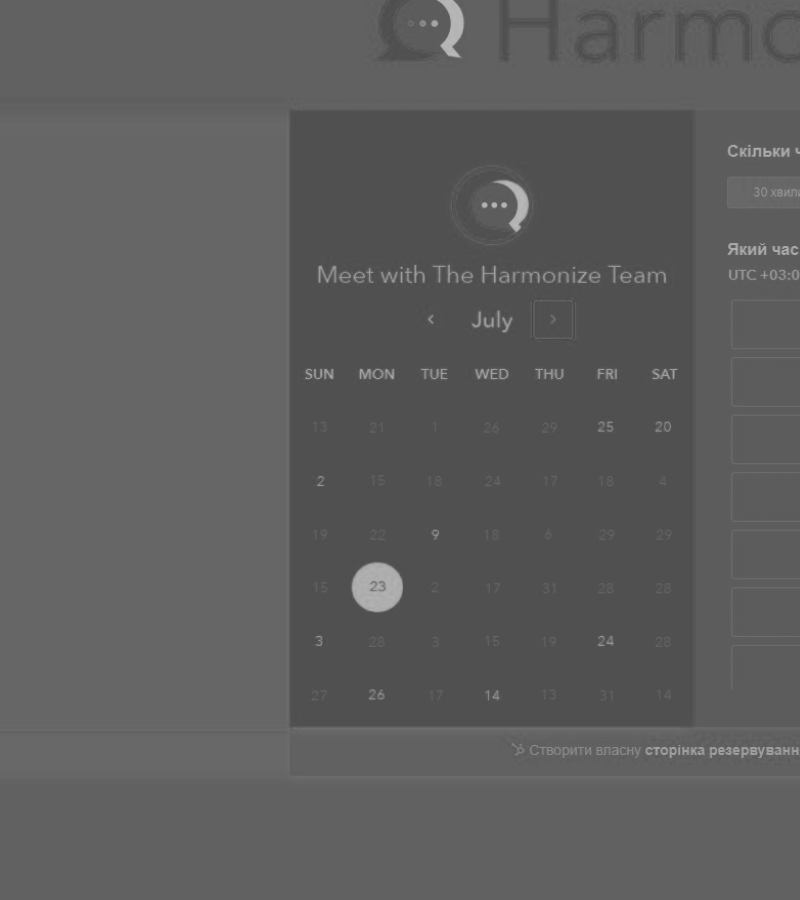 Harmo
Скільки ч
30 хвили
Meet with The Harmonize Team
Який час
UTC +03:0
‹ July ›
SUN MON TUE WED THU FRI SAT
13 21 1 26 29 25 20
2 15 18 24 17 18 4
19 22 9 18 6 29 29
15 23 2 17 31 28 28
3 28 3 15 19 24 28
27 26 17 14 13 31 14
Створити власну сторінка резервуванн